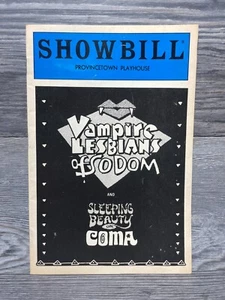 SHOWBILL
PROVINCETOWN PLAYHOUSE
Vampire
LESBIANS
of SODOM
AND
SLEEPING
BEAUTY OR
COMA